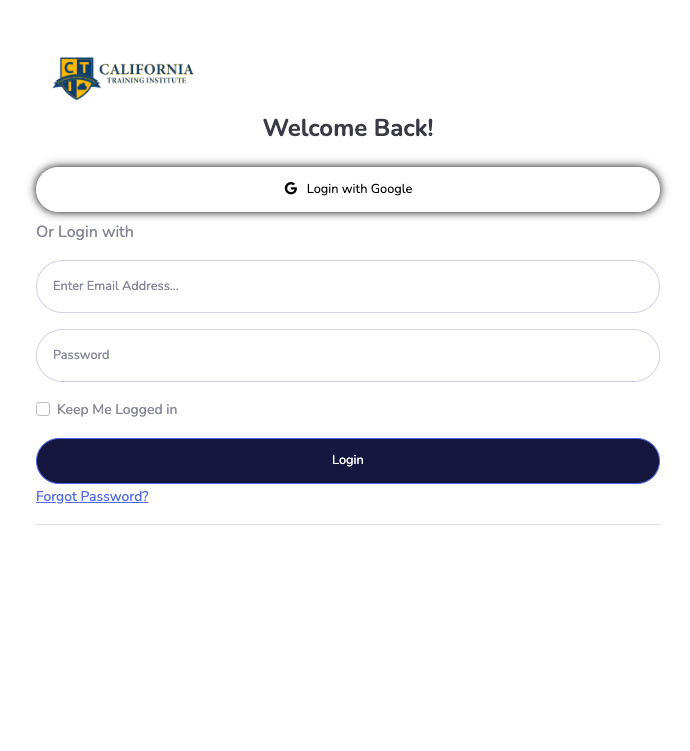 CTI
CALIFORNIA
TRAINING INSTITUTE
Welcome Back!
Login with Google
Or Login with
Enter Email Address...
Password
Keep Me Logged in
Login
Forgot Password?